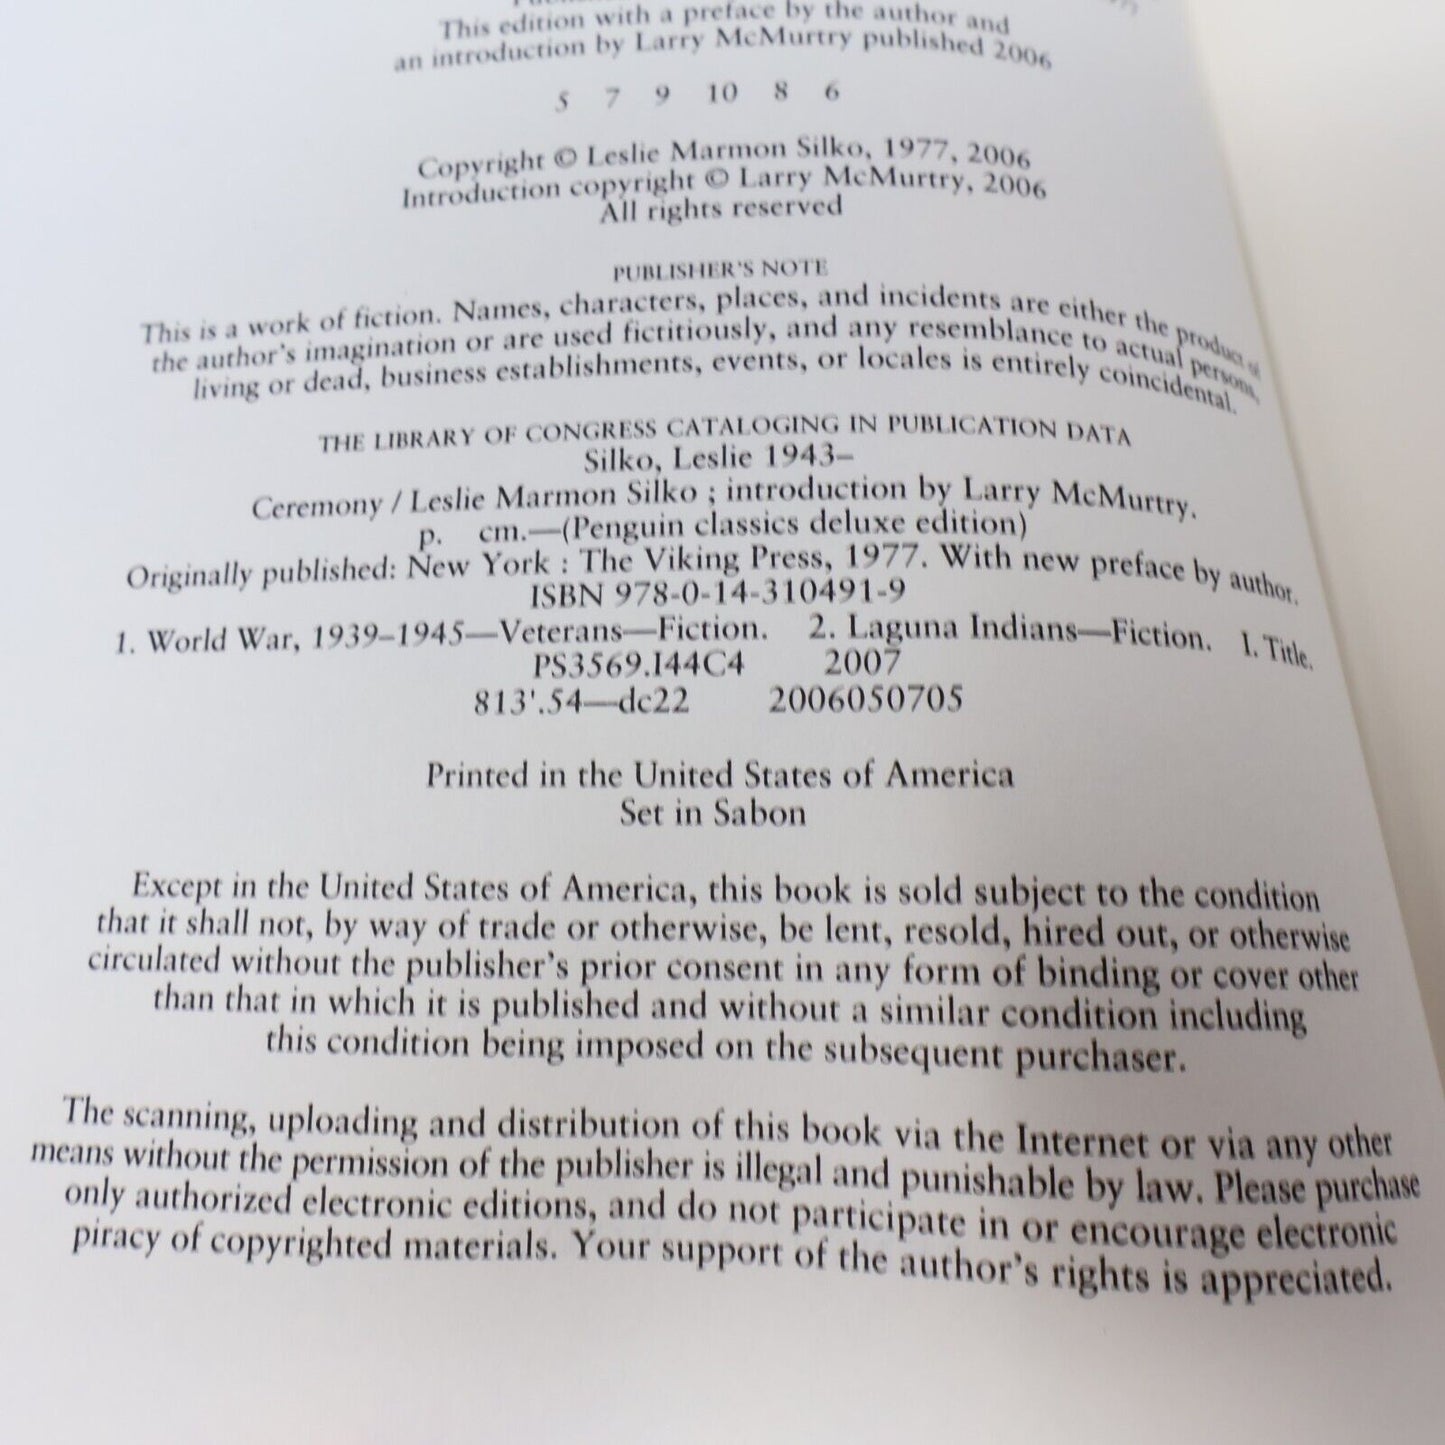 This edition with a preface by the author and
an introduction by Larry McMurtry published 2006
5 7 9 10 8 6
Copyright © Leslie Marmon Silko, 1977, 2006
Introduction copyright © Larry McMurtry, 2006
All rights reserved
PUBLISHER'S NOTE
This is a work of fiction. Names, characters, places, and incidents are either the product of
the author's imagination or are used fictitiously, and any resemblance to actual persons,
living or dead, business establishments, events, or locales is entirely coincidental.
THE LIBRARY OF CONGRESS CATALOGING IN PUBLICATION DATA
Silko, Leslie 1943–
Ceremony / Leslie Marmon Silko ; introduction by Larry McMurtry.
p. cm.—(Penguin classics deluxe edition)
Originally published: New York : The Viking Press, 1977. With new preface by author.
ISBN 978-0-14-310491-9
1. World War, 1939–1945—Veterans—Fiction. 2. Laguna Indians—Fiction. I. Title.
PS3569.I44C4 2007
813'.54—dc22 2006050705
Printed in the United States of America
Set in Sabon
Except in the United States of America, this book is sold subject to the condition
that it shall not, by way of trade or otherwise, be lent, resold, hired out, or otherwise
circulated without the publisher's prior consent in any form of binding or cover other
than that in which it is published and without a similar condition including
this condition being imposed on the subsequent purchaser.
The scanning, uploading and distribution of this book via the Internet or via any other
means without the permission of the publisher is illegal and punishable by law. Please purchase
only authorized electronic editions, and do not participate in or encourage electronic
piracy of copyrighted materials. Your support of the author's rights is appreciated.